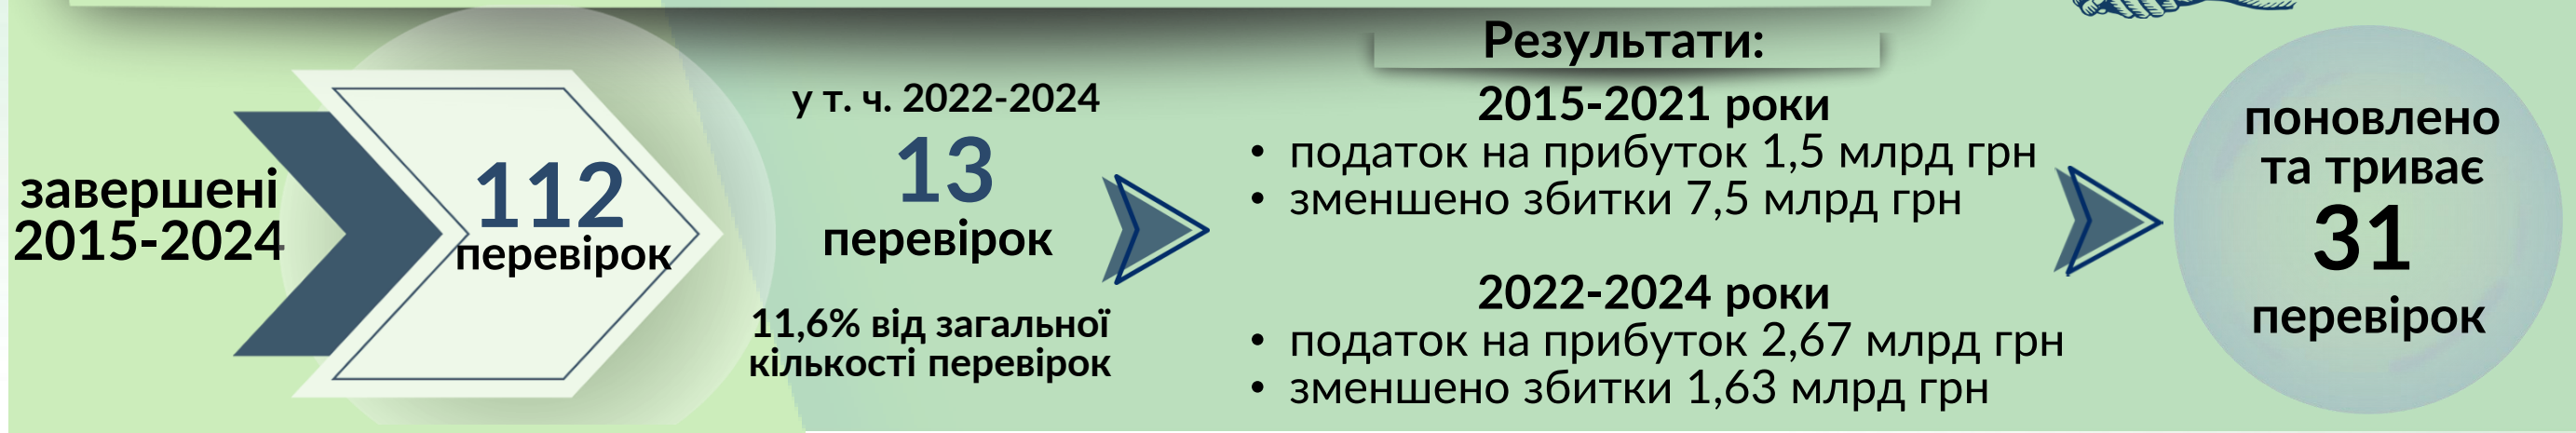 завершені
2015-2024
112
перевірок
у т. ч. 2022-2024
13
перевірок
11,6% від загальної
кількості перевірок
Результати:
2015-2021 роки
• податок на прибуток 1,5 млрд грн
• зменшено збитки 7,5 млрд грн
2022-2024 роки
• податок на прибуток 2,67 млрд грн
• зменшено збитки 1,63 млрд грн
поновлено
та триває
31
перевірок